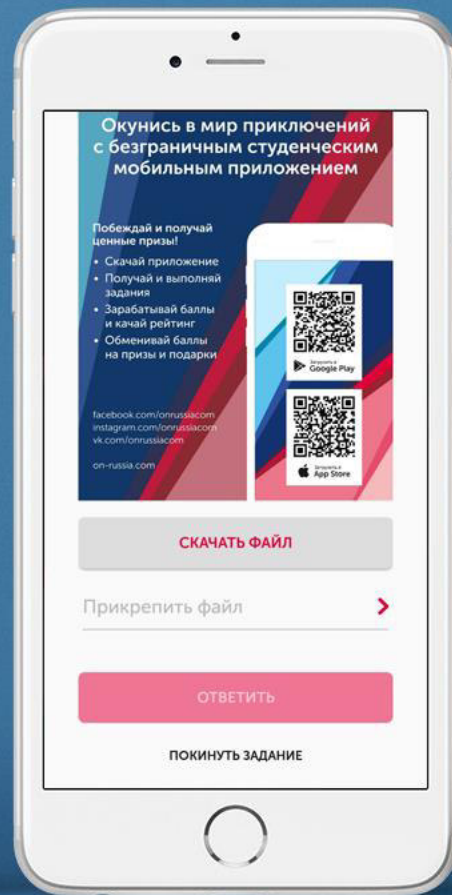 Окунись в мир приключений
с безграничным студенческим
мобильным приложением
Побеждай и получай
ценные призы!
• Скачай приложение
• Получай и выполняй
задания
• Зарабатывай баллы
и качай рейтинг
• Обменивай баллы
на призы и подарки
Загрузить в
Google Play
Загрузить в
App Store
facebook.com/onrussiacom
instagram.com/onrussiacom
vk.com/onrussiacom
on-russia.com
СКАЧАТЬ ФАЙЛ
Прикрепить файл
ОТВЕТИТЬ
ПОКИНУТЬ ЗАДАНИЕ